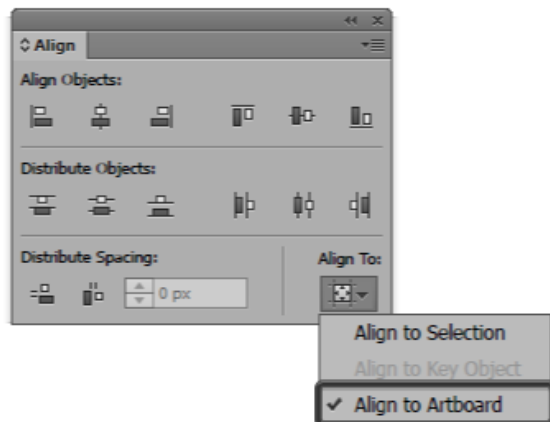 Align
Align Objects:
Distribute Objects:
Distribute Spacing:
Align To:
0 px
Align to Selection
Align to Key Object
Align to Artboard